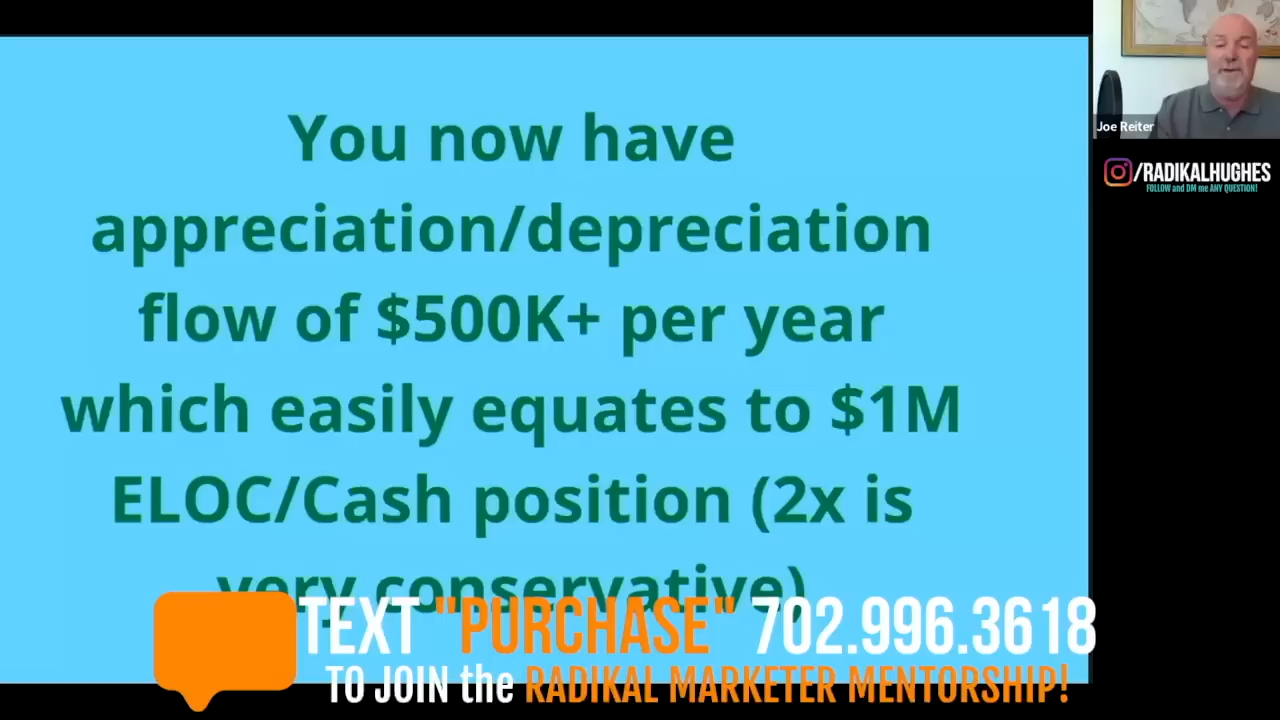 You now have
appreciation/depreciation
flow of $500K+ per year
which easily equates to $1M
ELOC/Cash position (2x is
very conservative)
Joe Reiter
/RADIKALHUGHES
FOLLOW and DM me ANY QUESTION!
TEXT "PURCHASE" 702.996.3618
TO JOIN the RADIKAL MARKETER MENTORSHIP!